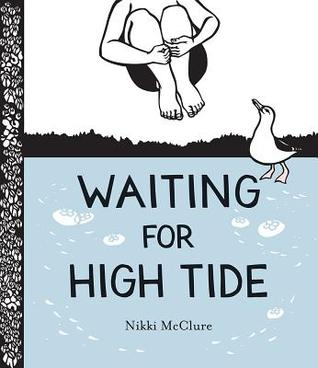 WAITING
FOR
HIGH TIDE
Nikki McClure